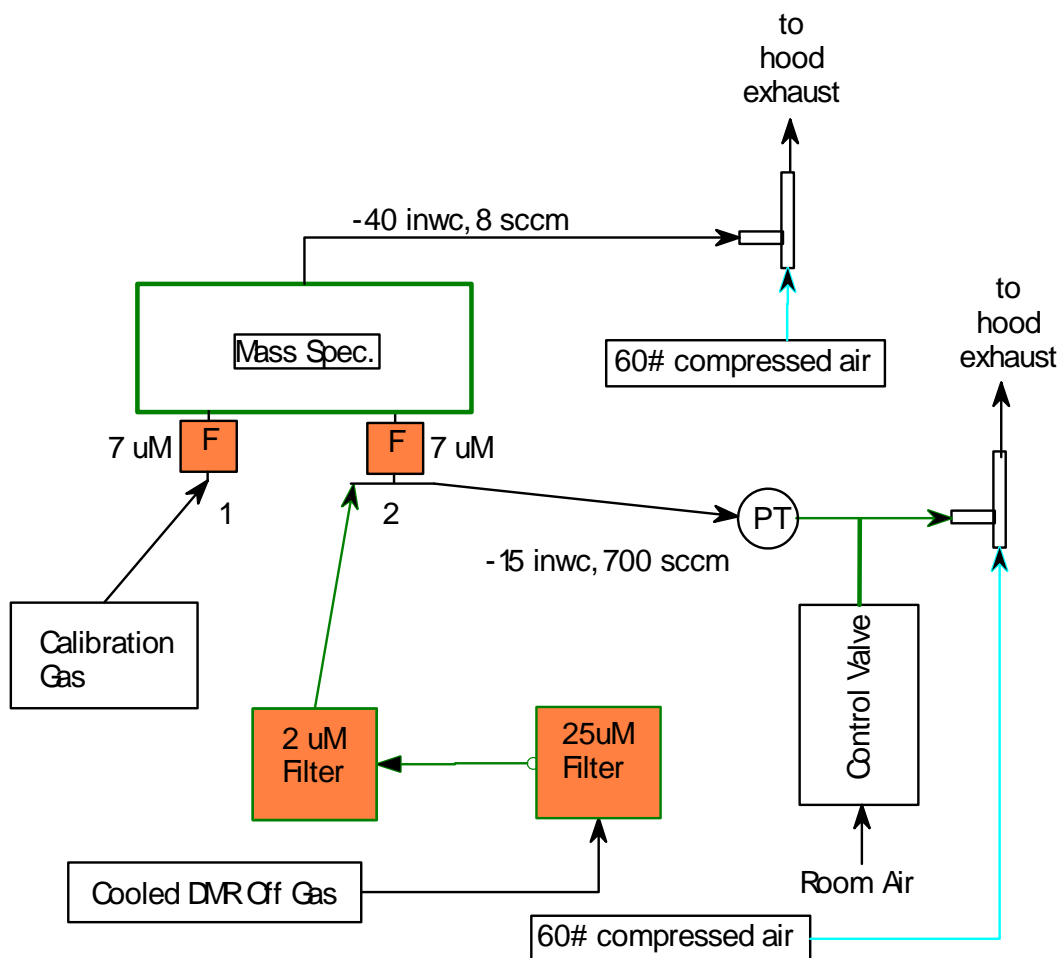 to
hood
exhaust
-40 inwc, 8 sccm
to
hood
exhaust
Mass Spec.
60# compressed air
7 uM
F
F
7 uM
1
2
PT
-15 inwc, 700 sccm
Calibration
Gas
Control Valve
2 uM
Filter
25uM
Filter
Cooled DMR Off Gas
Room Air
60# compressed air